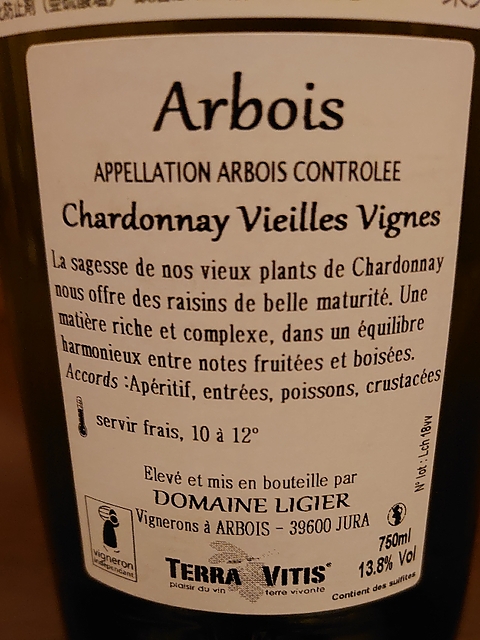 Arbois
APPELLATION ARBOIS CONTROLEE
Chardonnay Vieilles Vignes
La sagesse de nos vieux plants de Chardonnay
nous offre des raisins de belle maturité. Une
matière riche et complexe, dans un équilibre
harmonieux entre notes fruitées et boisées.
Accords :Apéritif, entrées, poissons, crustacées
servir frais, 10 à 12°
N° lot : Lch 18vv
Elevé et mis en bouteille par
DOMAINE LIGIER
Vignerons à ARBOIS - 39600 JURA
vigneron
indépendant
TERRA VITIS
plaisir du vin terre vivante
750ml
13.8% Vol
Contient des sulfites